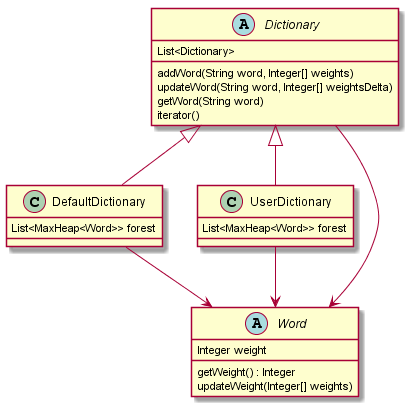 A Dictionary
List<Dictionary>
addWord(String word, Integer[] weights)
updateWord(String word, Integer[] weightsDelta)
getWord(String word)
iterator()
C DefaultDictionary
List<MaxHeap<Word>> forest
C UserDictionary
List<MaxHeap<Word>> forest
A Word
Integer weight
getWeight() : Integer
updateWeight(Integer[] weights)